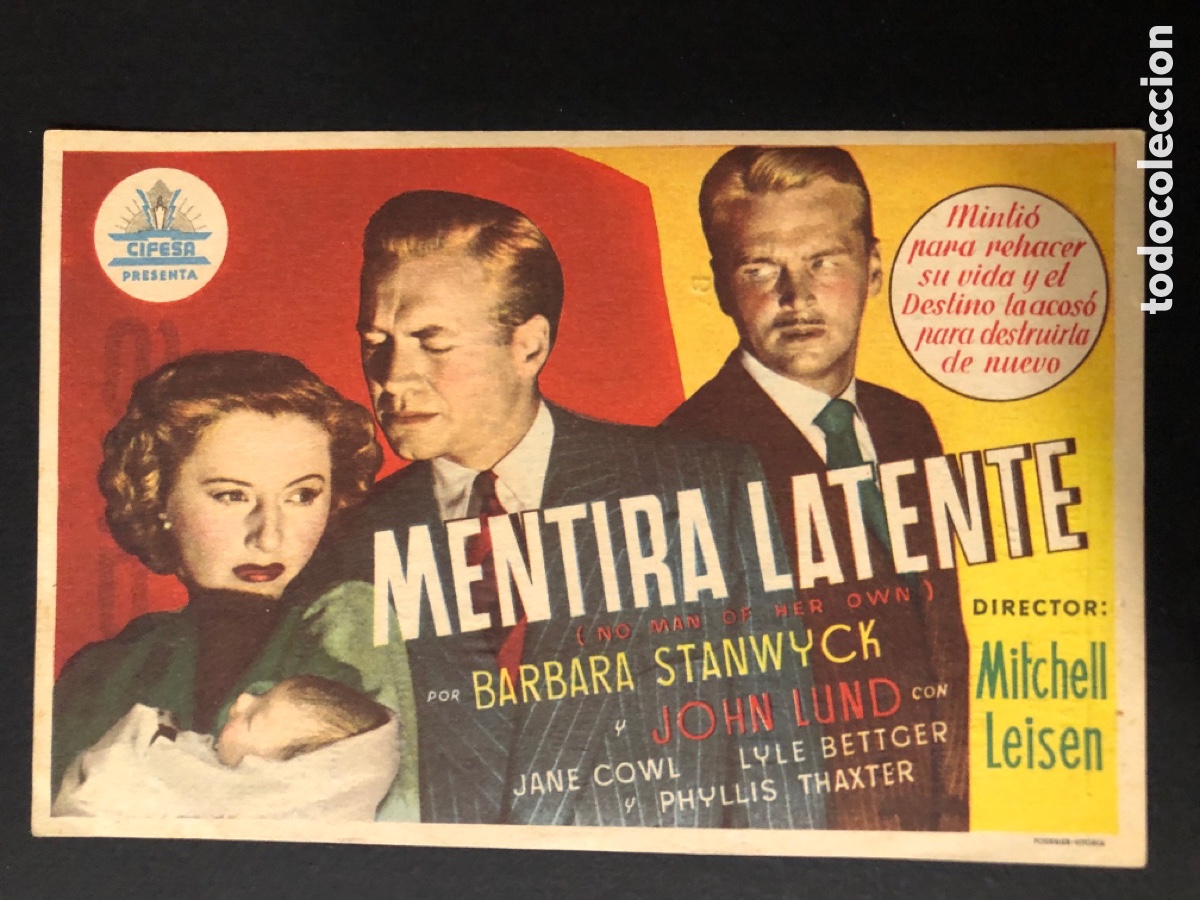 CIFESA
PRESENTA
Mintió
para rehacer
su vida y el
Destino la acosó
para destruirla
de nuevo
MENTIRA LATENTE
(NO MAN OF HER OWN)
POR BARBARA STANWYCK
y JOHN LUND CON
JANE COWL LYLE BETTGER
y PHYLLIS THAXTER
DIRECTOR:
Mitchell
Leisen
todocoleccion